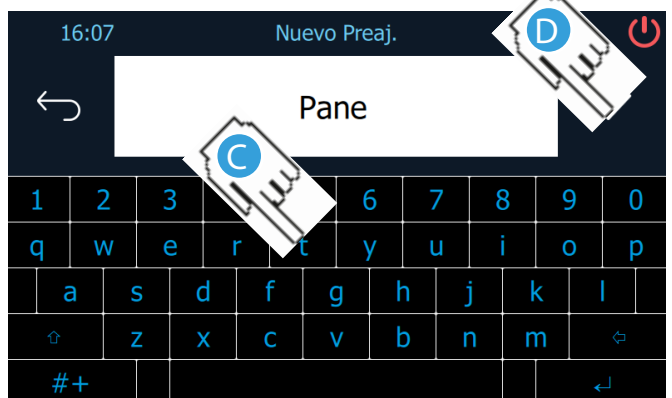 16:07 Nuevo Preaj. D
Pane
C
1 2 3 6 7 8 9 0
q w e r t y u i o p
a s d f g h j k l
z x c v b n m
#+